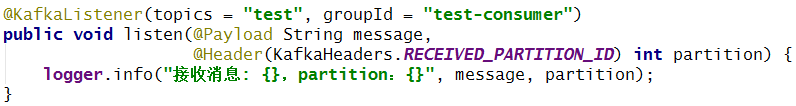 @KafkaListener(topics = "test", groupId = "test-consumer")
public void listen(@Payload String message,
@Header(KafkaHeaders.RECEIVED_PARTITION_ID) int partition) {
logger.info("接收消息: {}, partition: {}", message, partition);
}